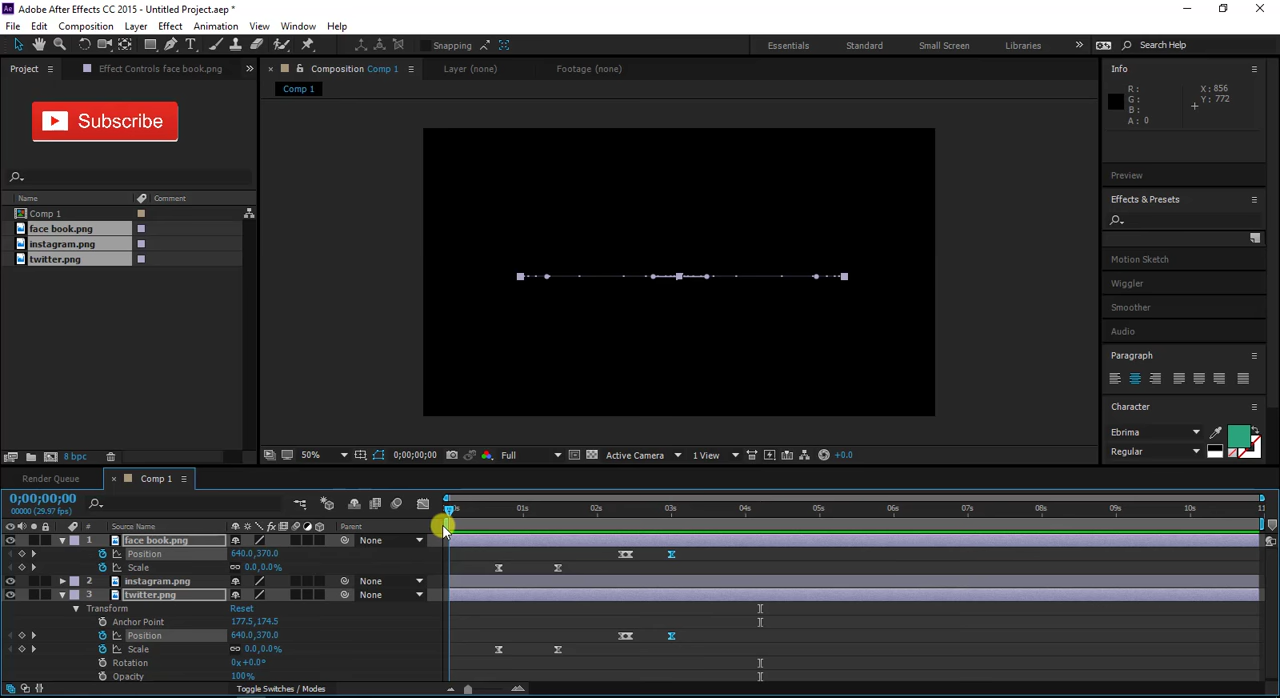 Adobe After Effects CC 2015 - Untitled Project.aep *
File Edit Composition Layer Effect Animation View Window Help
Snapping
Essentials Standard Small Screen Libraries Search Help
Project Effect Controls face book.png
Composition Comp 1 Layer (none) Footage (none)
Comp 1
Subscribe
Name Comment
Comp 1
face book.png
instagram.png
twitter.png
8 bpc
50% 0;00;00;00 Full Active Camera 1 View +0.0
Info
R: X: 856
G: Y: 772
B:
A: 0
Preview
Effects & Presets
Motion Sketch
Wiggler
Smoother
Audio
Paragraph
Character
Ebrima
Regular
Render Queue Comp 1
0;00;00;00
00000 (29.97 fps)
# Source Name Parent
01s 02s 03s 04s 05s 06s 07s 08s 09s 10s 11
1 face book.png None
Position 640.0,370.0
Scale 0.0,0.0%
2 instagram.png None
3 twitter.png None
Transform Reset
Anchor Point 177.5,174.5
Position 640.0,370.0
Scale 0.0,0.0%
Rotation 0x+0.0°
Opacity 100%
Toggle Switches / Modes